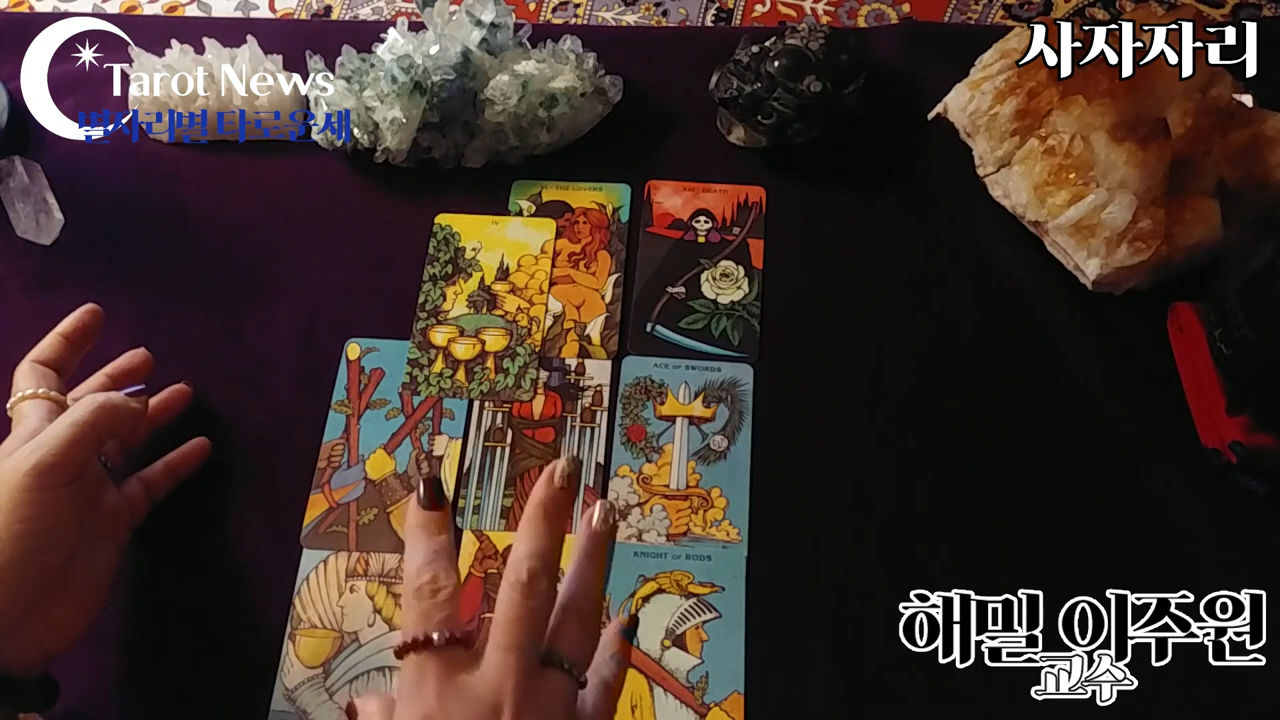 사자자리
Tarot News
별자리별 타로운세
VI - THE LOVERS
XIII - DEATH
IV
ACE OF SWORDS
KNIGHT OF RODS
해밀 이주원
교수